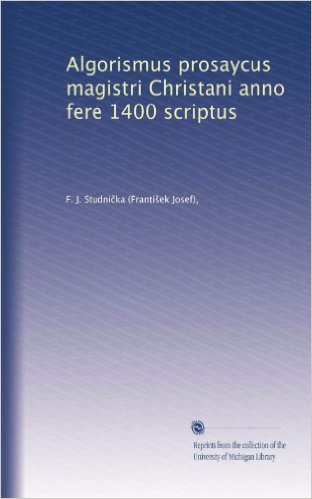 Algorismus prosaycus
magistri Christani anno
fere 1400 scriptus
F. J. Studnička (František Josef),
Reprints from the collection of the
University of Michigan Library